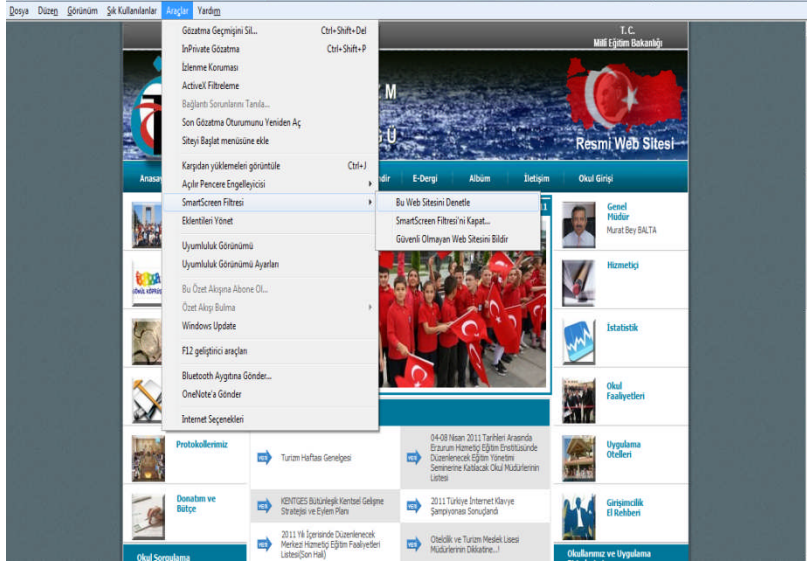 Dosya Düzen Görünüm Sık Kullanılanlar Araçlar Yardım
Gözatma Geçmişini Sil... Ctrl+Shift+Del
InPrivate Gözatma Ctrl+Shift+P
İzlenme Koruması
ActiveX Filtreleme
Bağlantı Sorunlarını Tanıla...
Son Gözatma Oturumunu Yeniden Aç
Siteyi Başlat menüsüne ekle
Karşıdan yüklemeleri görüntüle Ctrl+J
Açılır Pencere Engelleyicisi
SmartScreen Filtresi
Eklentileri Yönet
Uyumluluk Görünümü
Uyumluluk Görünümü Ayarları
Bu Özet Akışına Abone Ol...
Özet Akışı Bulma
Windows Update
F12 geliştirici araçları
Bluetooth Aygıtına Gönder...
OneNote'a Gönder
Internet Seçenekleri
Bu Web Sitesini Denetle
SmartScreen Filtresi'ni Kapat...
Güvenli Olmayan Web Sitesini Bildir
T.C.
Millî Eğitim Bakanlığı
Resmi Web Sitesi
E-Dergi Albüm İletişim Okul Girişi
Genel
Müdür
Murat Bey BALTA
Hizmetiçi
İstatistik
Okul
Faaliyetleri
Uygulama
Otelleri
Girişimcilik
El Rehberi
Okullarımız ve Uygulama
Protokollerimiz
Donatım ve
Bütçe
Okul Sorgulama
Turizm Haftası Genelgesi
04-08 Nisan 2011 Tarihleri Arasında
Erzurum Hizmetiçi Eğitim Enstitüsünde
Düzenlenecek Eğitim Yönetimi
Seminerine Katılacak Okul Müdürlerinin
Listesi
KENTGES Bütünleşik Kentsel Gelişme
Stratejisi ve Eylem Planı
2011 Türkiye İnternet Klavye
Şampiyonası Sonuçlandı
2011 Yılı İçerisinde Düzenlenecek
Merkezi Hizmetiçi Eğitim Faaliyetleri
Listesi(Son Hali)
Otelcilik ve Turizm Meslek Lisesi
Müdürlerinin Dikkatine..!